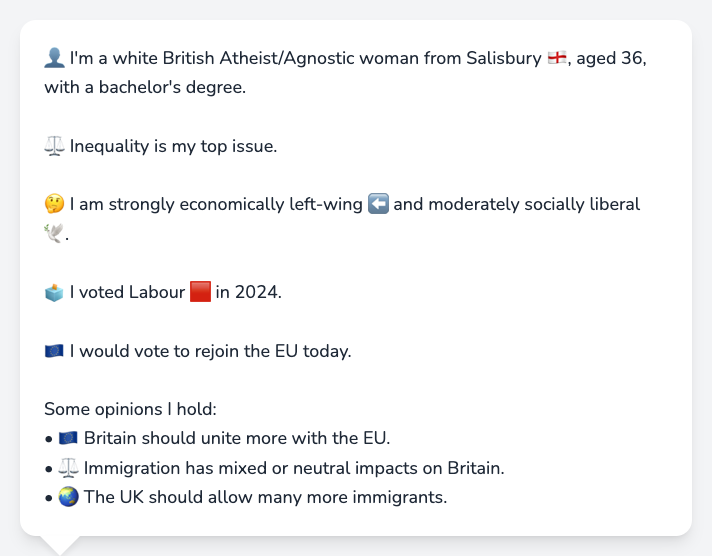 👤 I'm a white British Atheist/Agnostic woman from Salisbury 🏴󠁧󠁢󠁥󠁮󠁧󠁿, aged 36,
with a bachelor's degree.
⚖️ Inequality is my top issue.
🤔 I am strongly economically left-wing ⬅️ and moderately socially liberal
🕊️.
🗳️ I voted Labour 🟥 in 2024.
🇪🇺 I would vote to rejoin the EU today.
Some opinions I hold:
• 🇪🇺 Britain should unite more with the EU.
• ⚖️ Immigration has mixed or neutral impacts on Britain.
• 🌏 The UK should allow many more immigrants.